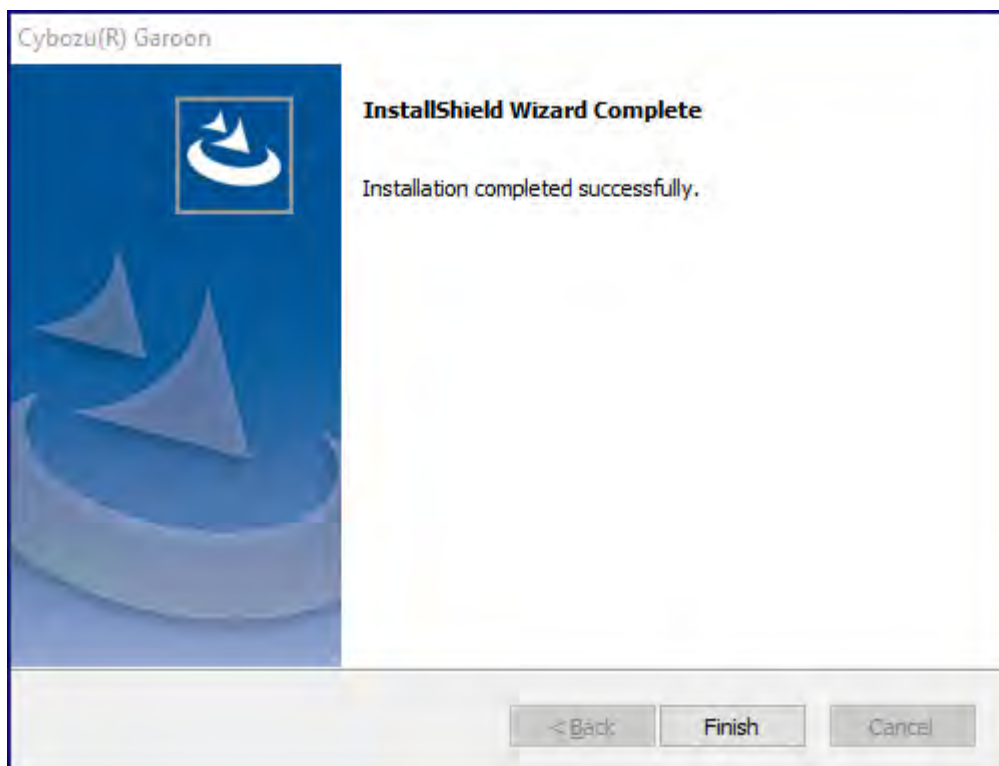 Cybozu(R) Garoon
InstallShield Wizard Complete
Installation completed successfully.
< Back
Finish
Cancel